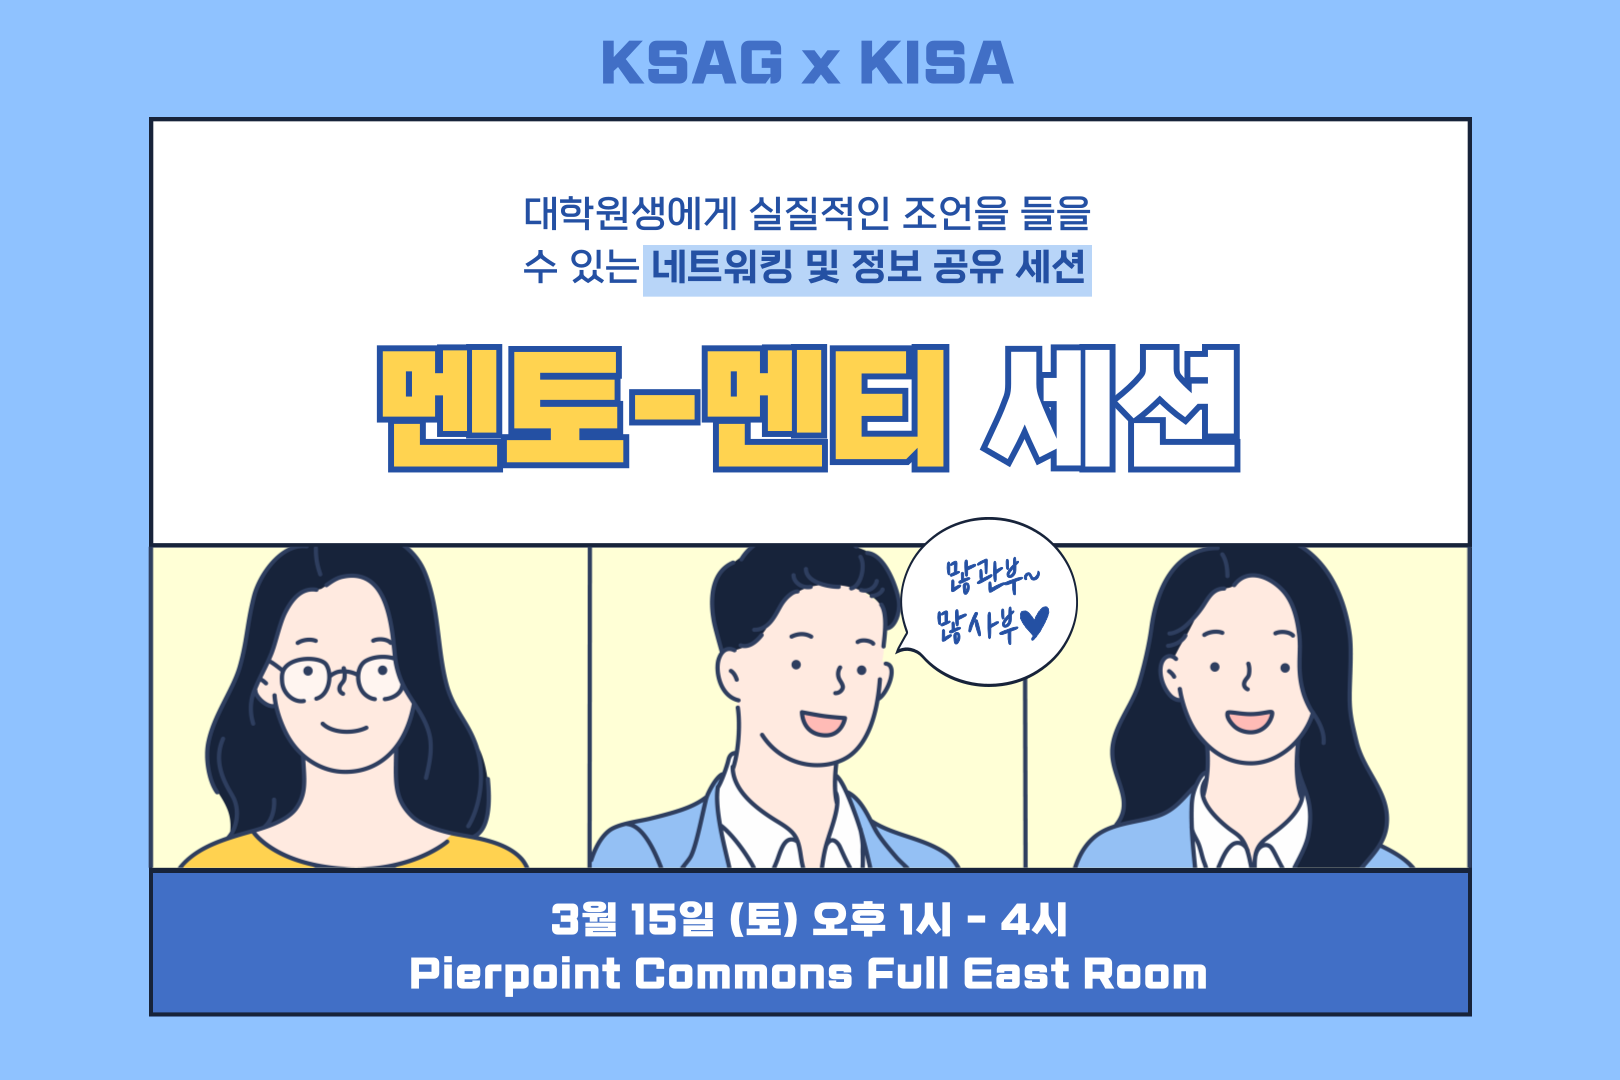 KSAG x KISA
대학원생에게 실질적인 조언을 들을
수 있는 네트워킹 및 정보 공유 세션
멘토-멘티 세션
많관부~
많사부♥
3월 15일 (토) 오후 1시 - 4시
Pierpoint Commons Full East Room